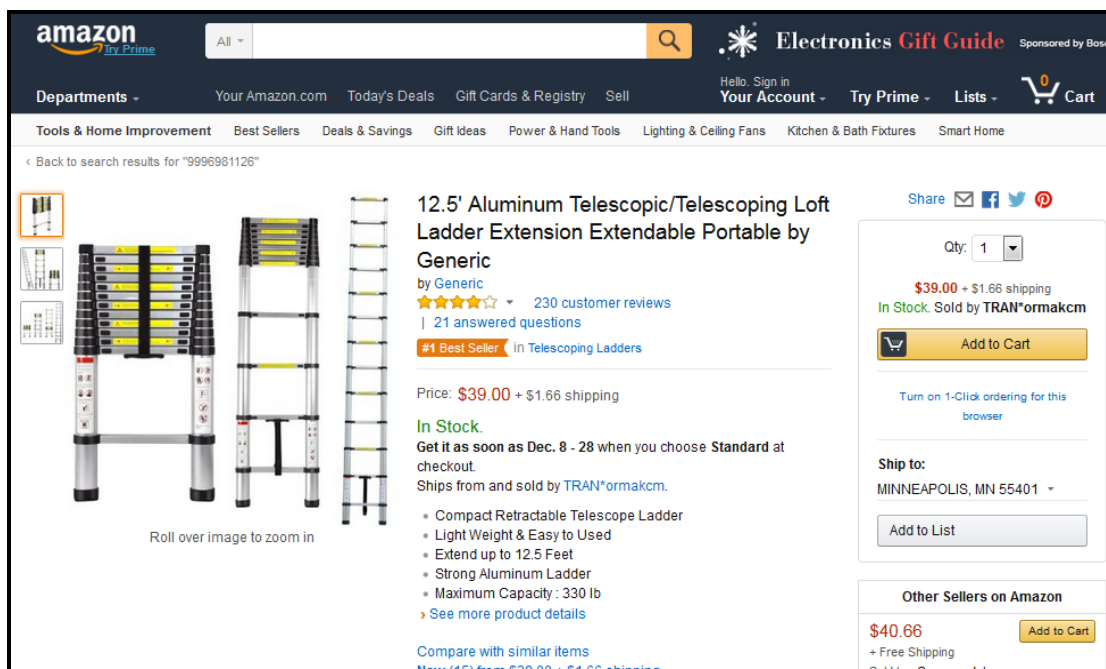 amazon
Try Prime
All
Electronics Gift Guide
Sponsored by Bose
Departments
Your Amazon.com Today's Deals Gift Cards & Registry Sell
Hello. Sign in
Your Account
Try Prime
Lists
0
Cart
Tools & Home Improvement Best Sellers Deals & Savings Gift Ideas Power & Hand Tools Lighting & Ceiling Fans Kitchen & Bath Fixtures Smart Home
‹ Back to search results for "9996981126"
Roll over image to zoom in
12.5' Aluminum Telescopic/Telescoping Loft
Ladder Extension Extendable Portable by
Generic
by Generic
230 customer reviews
| 21 answered questions
#1 Best Seller in Telescoping Ladders
Price: $39.00 + $1.66 shipping
In Stock.
Get it as soon as Dec. 8 - 28 when you choose Standard at
checkout.
Ships from and sold by TRAN*ormakcm.
Compact Retractable Telescope Ladder
Light Weight & Easy to Used
Extend up to 12.5 Feet
Strong Aluminum Ladder
Maximum Capacity : 330 lb
› See more product details
Compare with similar items
New (15) from $39.00 + $1.66 shipping
Share
Qty: 1
$39.00 + $1.66 shipping
In Stock. Sold by TRAN*ormakcm
Add to Cart
Turn on 1-Click ordering for this
browser
Ship to:
MINNEAPOLIS, MN 55401
Add to List
Other Sellers on Amazon
$40.66
Add to Cart
+ Free Shipping